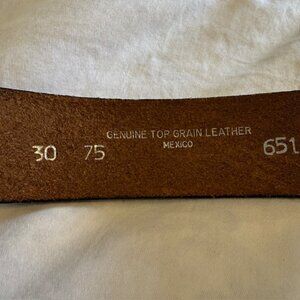 GENUINE TOP GRAIN LEATHER
MEXICO
30 75 651